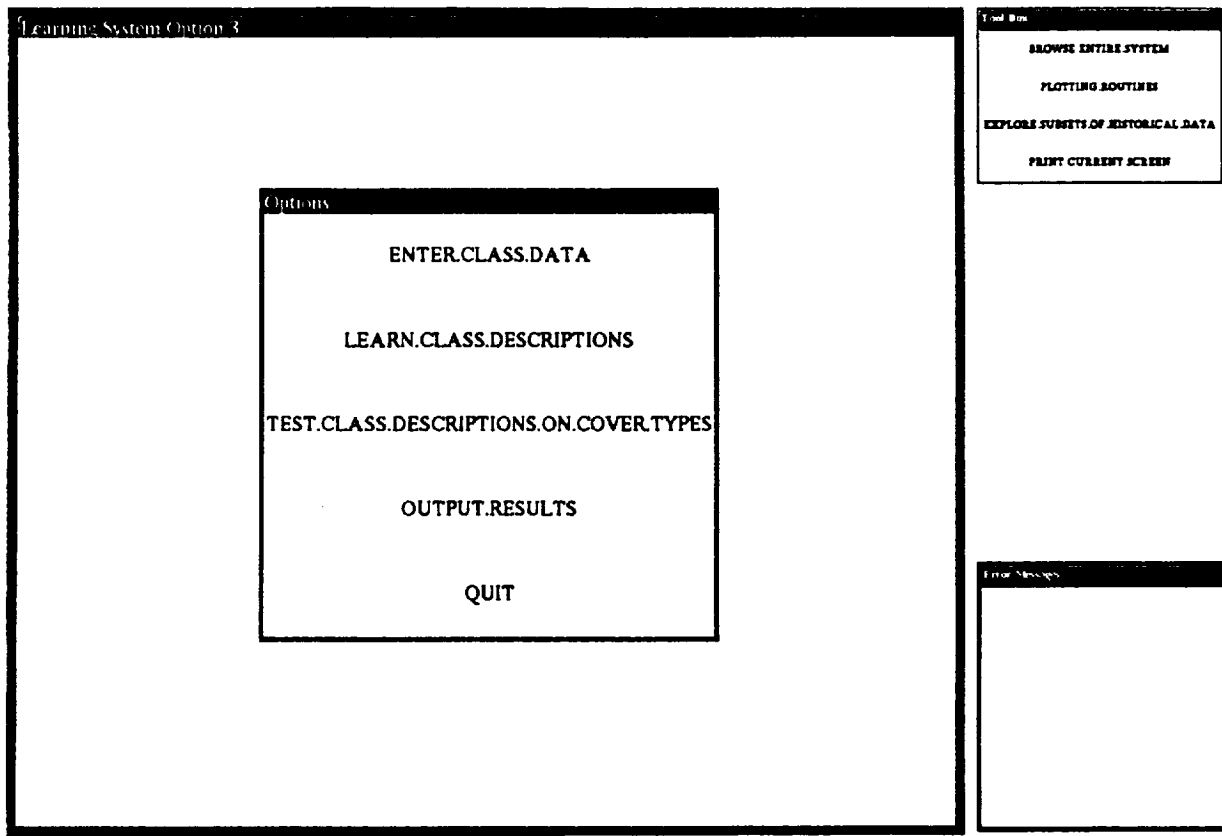 Learning System Option 3
Options
ENTER.CLASS.DATA
LEARN.CLASS.DESCRIPTIONS
TEST.CLASS.DESCRIPTIONS.ON.COVER.TYPES
OUTPUT.RESULTS
QUIT
Tool Box
BROWSE ENTIRE SYSTEM
PLOTTING.ROUTINES
EXPLORE.SUBSETS.OF.HISTORICAL.DATA
PRINT CURRENT SCREEN
Error Messages